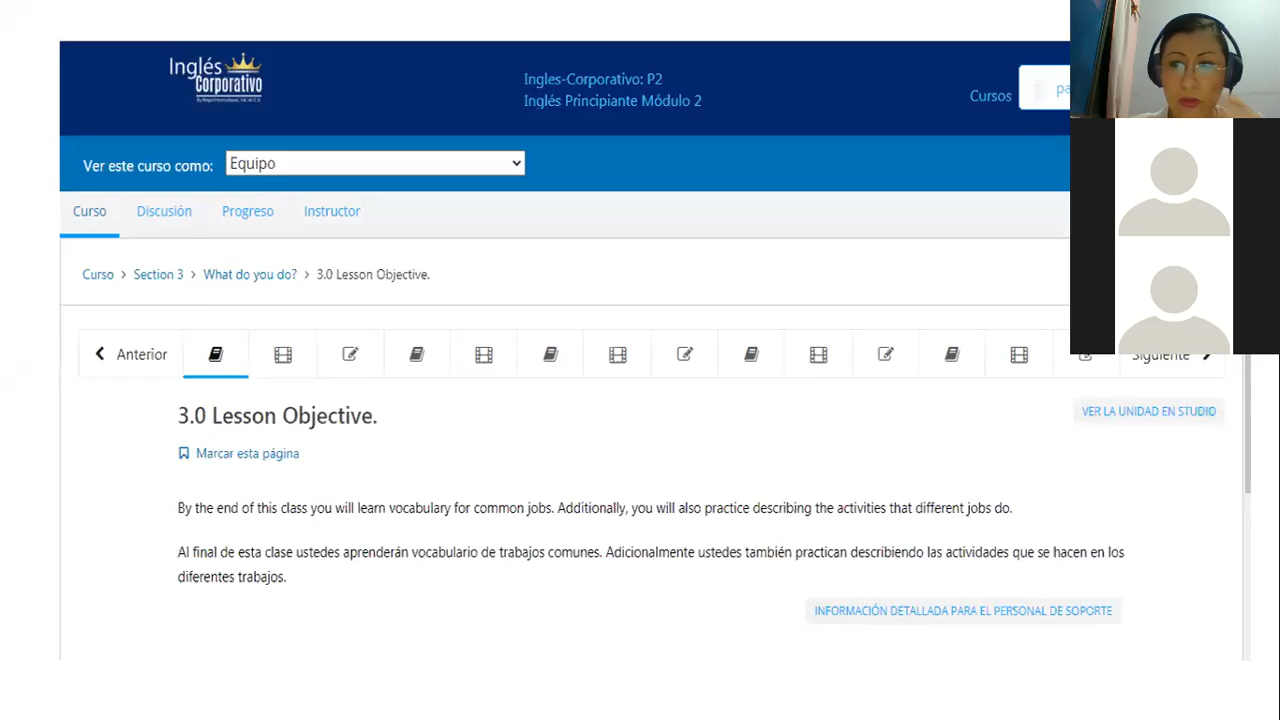 Inglés
Corporativo
Ingles-Corporativo: P2
Inglés Principiante Módulo 2
Cursos
pa
Ver este curso como:
Equipo
Curso
Discusión
Progreso
Instructor
Curso > Section 3 > What do you do? > 3.0 Lesson Objective.
Anterior
Siguiente
3.0 Lesson Objective.
VER LA UNIDAD EN STUDIO
Marcar esta página
By the end of this class you will learn vocabulary for common jobs. Additionally, you will also practice describing the activities that different jobs do.
Al final de esta clase ustedes aprenderán vocabulario de trabajos comunes. Adicionalmente ustedes también practican describiendo las actividades que se hacen en los
diferentes trabajos.
INFORMACIÓN DETALLADA PARA EL PERSONAL DE SOPORTE